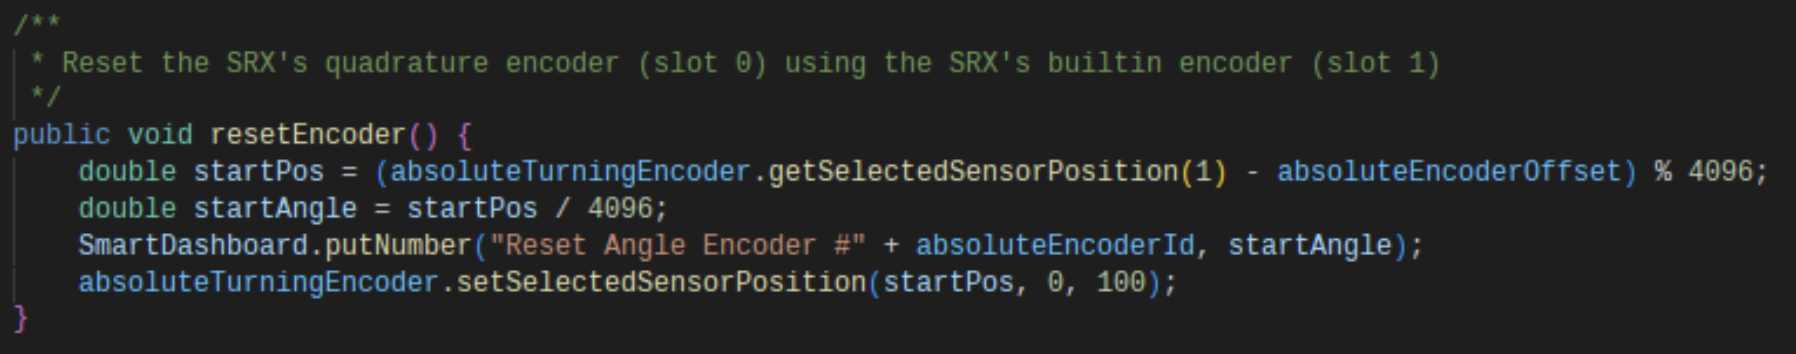 /**
 * Reset the SRX's quadrature encoder (slot 0) using the SRX's builtin encoder (slot 1)
 */
public void resetEncoder() {
    double startPos = (absoluteTurningEncoder.getSelectedSensorPosition(1) - absoluteEncoderOffset) % 4096;
    double startAngle = startPos / 4096;
    SmartDashboard.putNumber("Reset Angle Encoder #" + absoluteEncoderId, startAngle);
    absoluteTurningEncoder.setSelectedSensorPosition(startPos, 0, 100);
}